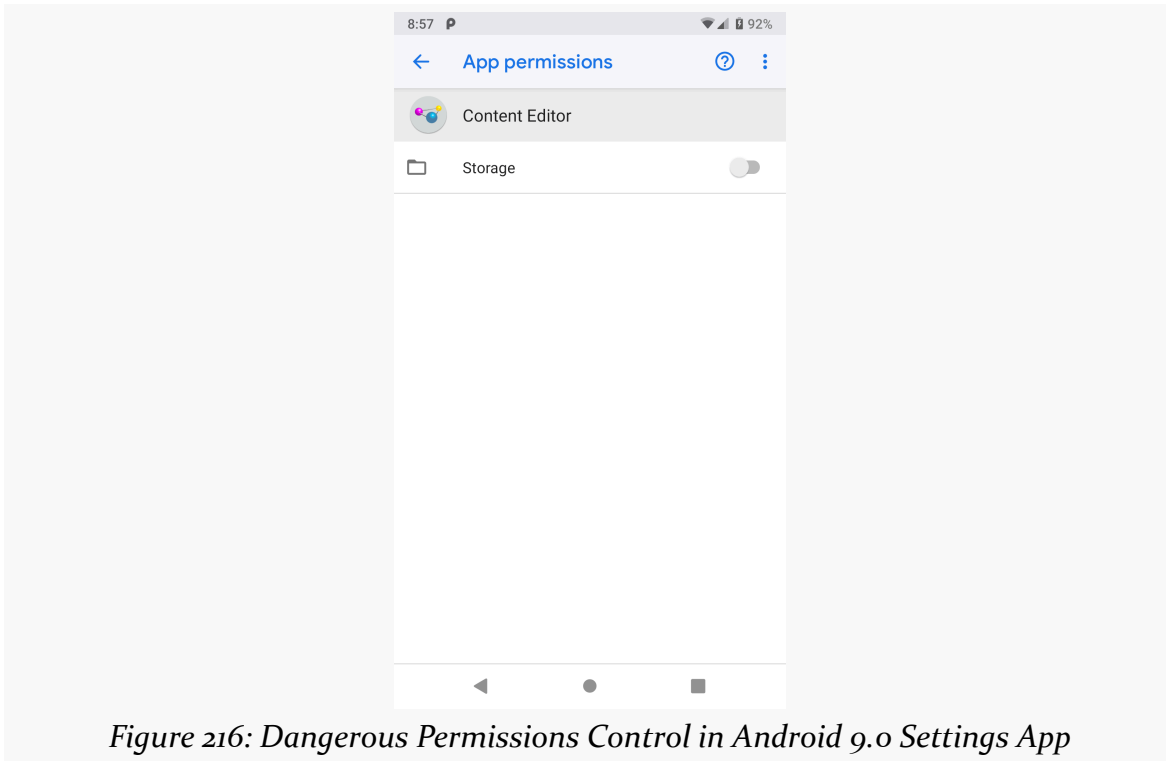 8:57 92%
App permissions
Content Editor
Storage
Figure 216: Dangerous Permissions Control in Android 9.0 Settings App